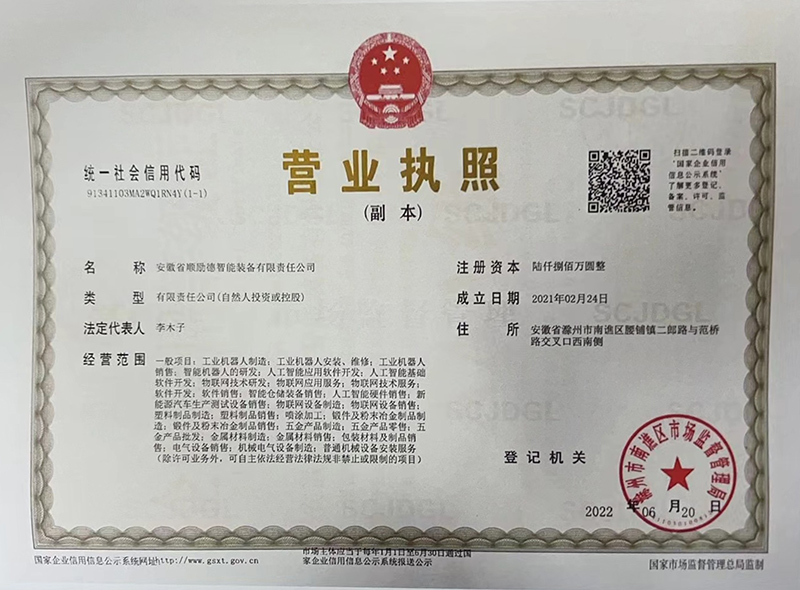 统一社会信用代码
91341103MA2WQ1RN4Y(1-1)
营业执照
(副本)
扫描二维码登录
'国家企业信用
信息公示系统'
了解更多登记、
备案、许可、监
管信息。
名称 安徽省顺励德智能装备有限责任公司
类型 有限责任公司(自然人投资或控股)
法定代表人 李木子
经营范围 一般项目：工业机器人制造；工业机器人安装、维修；工业机器人
销售；智能机器人的研发；人工智能应用软件开发；人工智能基础
软件开发；物联网技术研发；物联网应用服务；物联网技术服务；
软件开发；软件销售；智能仓储装备销售；人工智能硬件销售；新
能源汽车生产测试设备销售；物联网设备制造；物联网设备销售；
塑料制品制造；塑料制品销售；喷涂加工；锻件及粉末冶金制品制
造；锻件及粉末冶金制品销售；五金产品制造；五金产品零售；五
金产品批发；金属材料制造；金属材料销售；包装材料及制品销
售；电气设备销售；机械电气设备制造；普通机械设备安装服务
(除许可业务外，可自主依法经营法律法规非禁止或限制的项目)
注册资本 陆仟捌佰万圆整
成立日期 2021年02月24日
住所 安徽省滁州市南谯区腰铺镇二郎路与范桥
路交叉口西南侧
登记机关
滁州市南谯区市场监督管理局
2022 年 06 月 20 日
国家企业信用信息公示系统网址http://www.gsxt.gov.cn
市场主体应当于每年1月1日至6月30日通过国
家企业信用信息公示系统报送公示
国家市场监督管理总局监制
SCJDGL
SCJDGL
SCJDGL
SCJDGL